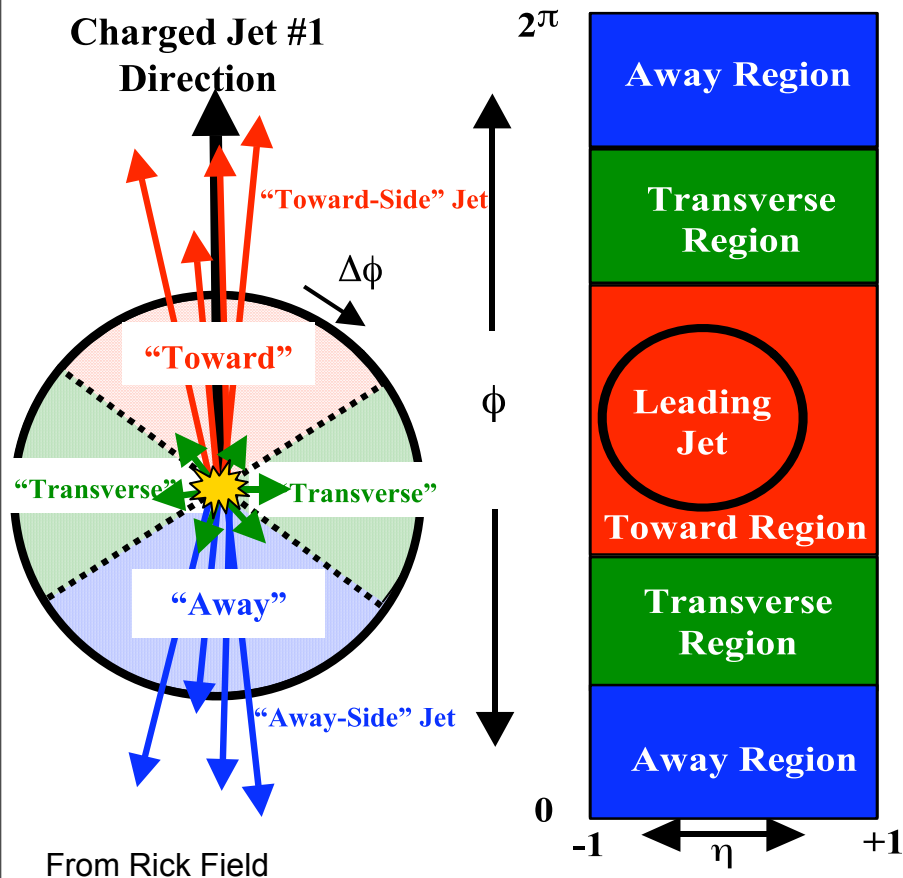 Charged Jet #1
Direction
“Toward-Side” Jet
Δϕ
“Toward”
“Transverse”
“Transverse”
“Away”
“Away-Side” Jet
From Rick Field
2π
ϕ
0
Away Region
Transverse
Region
Leading
Jet
Toward Region
Transverse
Region
Away Region
-1
η
+1